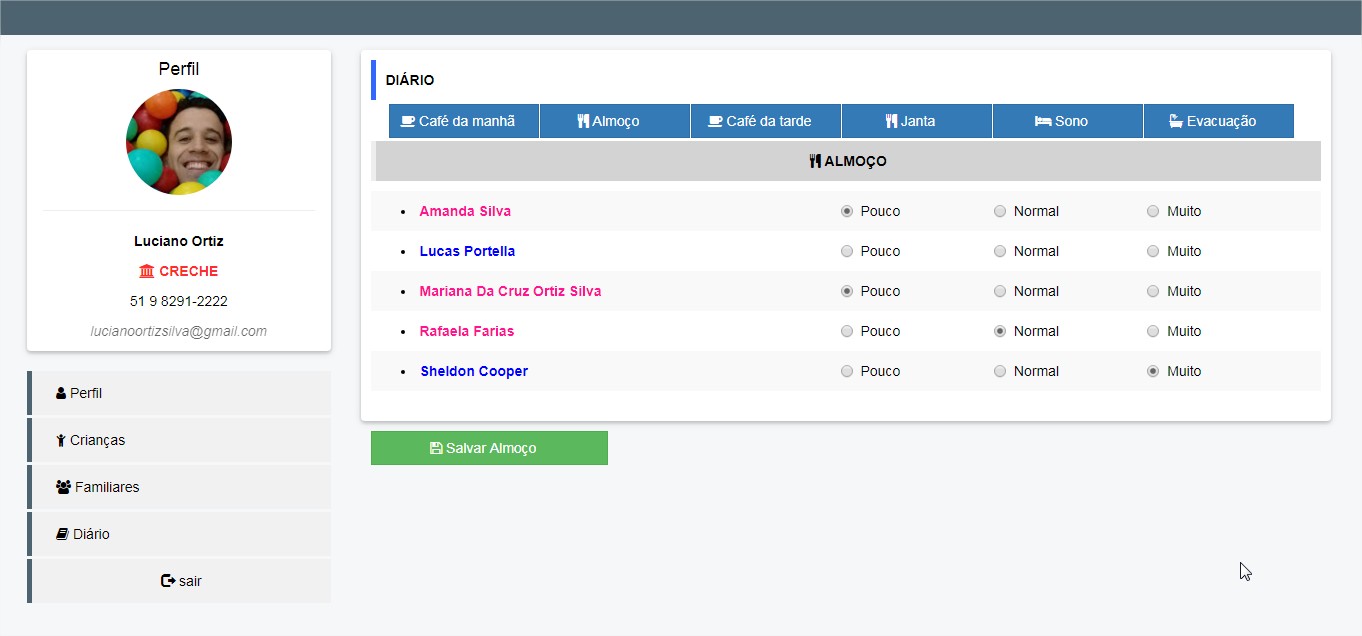 Perfil
Luciano Ortiz
CRECHE
51 9 8291-2222
lucianoortizsilva@gmail.com
Perfil
Crianças
Familiares
Diário
sair
DIÁRIO
Café da manhã Almoço Café da tarde Janta Sono Evacuação
ALMOÇO
Amanda Silva Pouco Normal Muito
Lucas Portella Pouco Normal Muito
Mariana Da Cruz Ortiz Silva Pouco Normal Muito
Rafaela Farias Pouco Normal Muito
Sheldon Cooper Pouco Normal Muito
Salvar Almoço